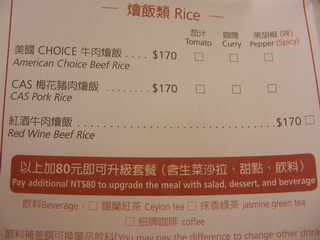 燴飯類 Rice
茄汁 咖哩 黑胡椒 (辣)
Tomato Curry Pepper (Spicy)
美國 CHOICE 牛肉燴飯 .... $170 □ □ □
American Choice Beef Rice
CAS 梅花豬肉燴飯 ........ $170 □ □ □
CAS Pork Rice
紅酒牛肉燴飯 ........ $170 □
Red Wine Beef Rice
以上加80元即可升級套餐 (含生菜沙拉、甜點、飲料)
Pay additional NT$80 to upgrade the meal with salad, dessert, and beverage
飲料Beverage: □ 錫蘭紅茶 Ceylon tea □ 抹香綠茶 jasmine green tea
□ 招牌咖啡 coffee
飲料補差額可換單品飲料(You may pay the difference to change other drink